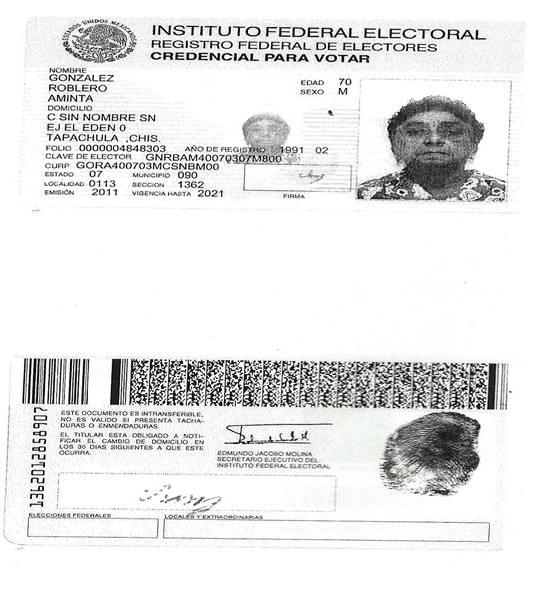 ESTADOS UNIDOS MEXICANOS
INSTITUTO FEDERAL ELECTORAL
REGISTRO FEDERAL DE ELECTORES
CREDENCIAL PARA VOTAR
NOMBRE
GONZALEZ
ROBLERO
AMINTA
EDAD 70
SEXO M
DOMICILIO
C SIN NOMBRE SN
EJ EL EDEN 0
TAPACHULA ,CHIS.
FOLIO 0000004848303 AÑO DE REGISTRO 1991 02
CLAVE DE ELECTOR GNRBAM40070307M800
CURP GORA400703MCSNBM00
ESTADO 07 MUNICIPIO 090
LOCALIDAD 0113 SECCION 1362
EMISIÓN 2011 VIGENCIA HASTA 2021
FIRMA
1362012858907
ESTE DOCUMENTO ES INTRANSFERIBLE,
NO ES VALIDO SI PRESENTA TACHA-
DURAS O ENMENDADURAS.
EL TITULAR ESTA OBLIGADO A NOTI-
FICAR EL CAMBIO DE DOMICILIO EN
LOS 30 DIAS SIGUIENTES A QUE ESTE
OCURRA.
EDMUNDO JACOBO MOLINA
SECRETARIO EJECUTIVO DEL
INSTITUTO FEDERAL ELECTORAL
ELECCIONES FEDERALES
LOCALES Y EXTRAORDINARIAS